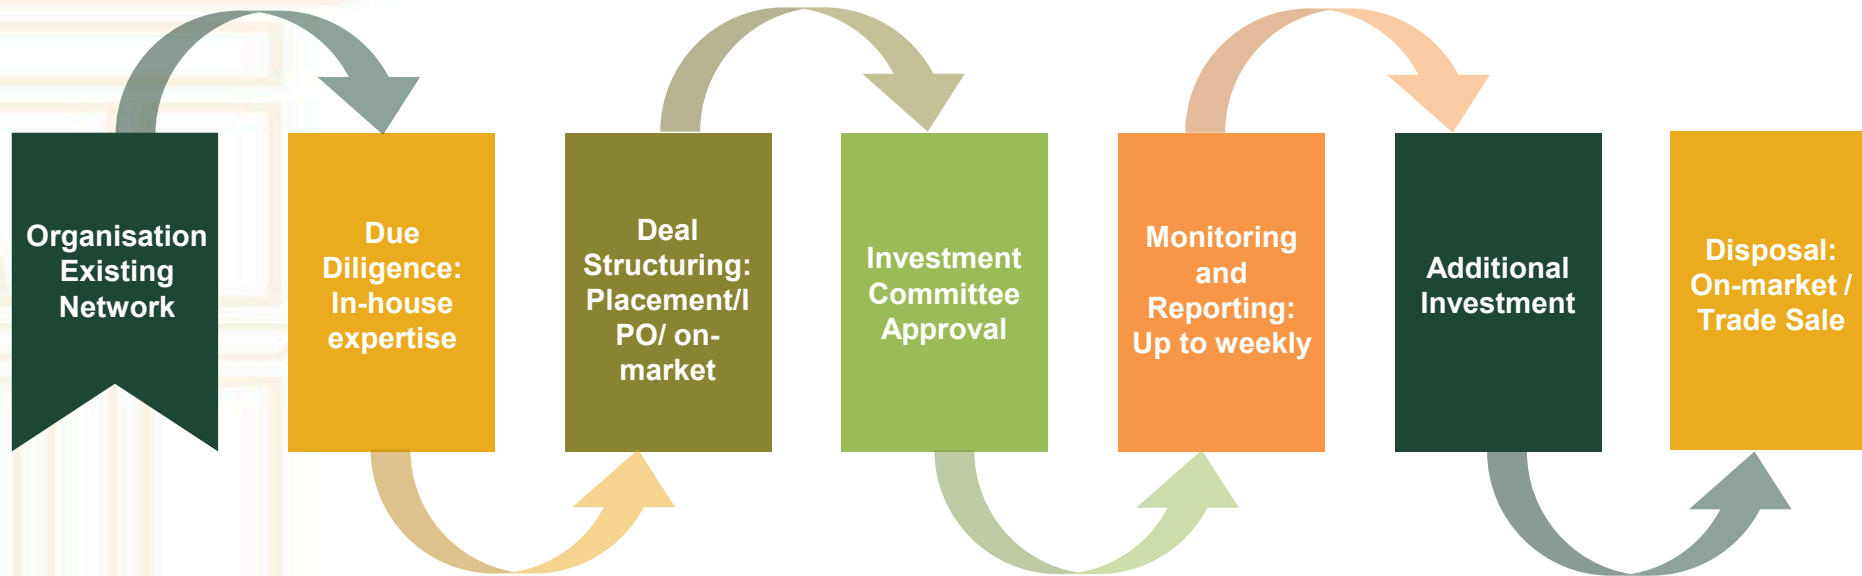 Organisation
Existing
Network
Due
Diligence:
In-house
expertise
Deal
Structuring:
Placement/I
PO/ on-
market
Investment
Committee
Approval
Monitoring
and
Reporting:
Up to weekly
Additional
Investment
Disposal:
On-market /
Trade Sale